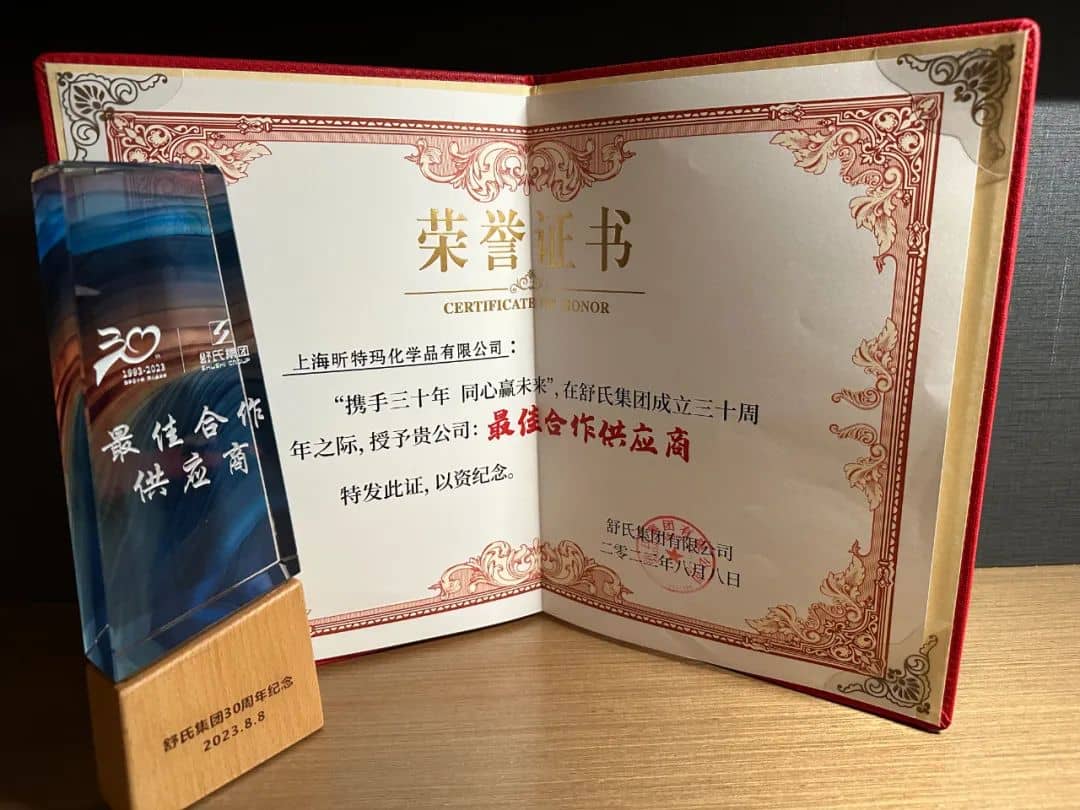 荣誉证书
CERTIFICATE OF HONOR
上海昕特玛化学品有限公司：
“携手三十年 同心赢未来”，在舒氏集团成立三十周
年之际，授予贵公司：最佳合作供应商
特发此证，以资纪念。
舒氏集团有限公司
二零二三年八月八日
30th
1993-2023
舒氏集团
SHUSHI GROUP
最佳合作
供应商
舒氏集团30周年纪念
2023.8.8